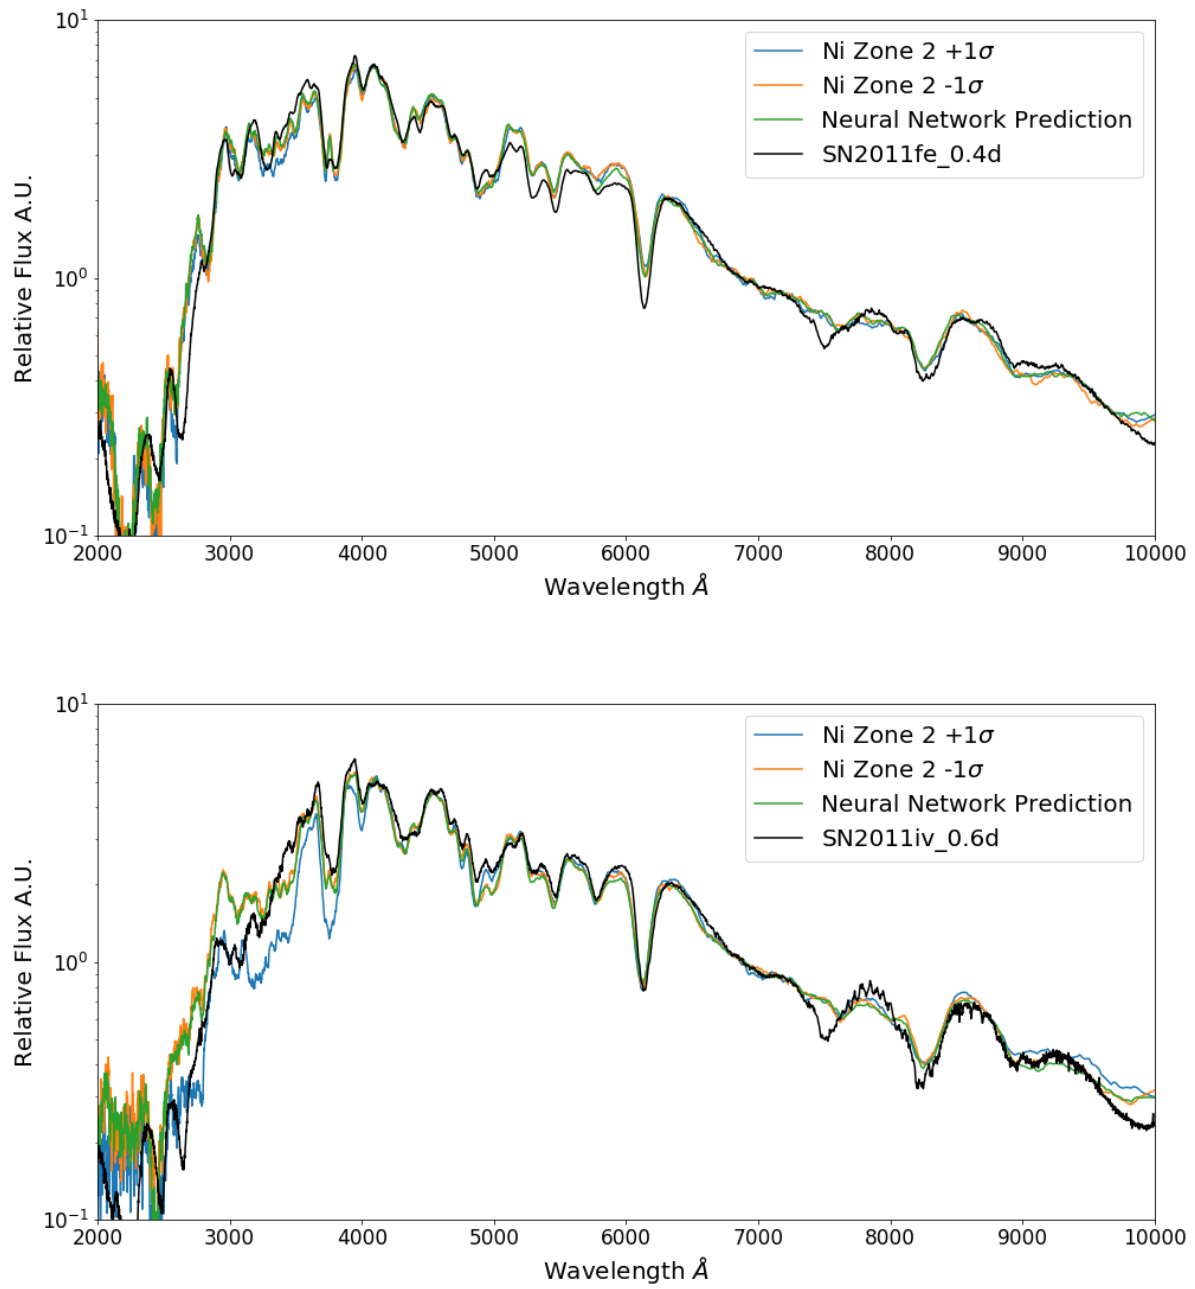 10¹
10⁰
10⁻¹
Relative Flux A.U.
Ni Zone 2 +1σ
Ni Zone 2 -1σ
Neural Network Prediction
SN2011fe_0.4d
2000 3000 4000 5000 6000 7000 8000 9000 10000
Wavelength Å
10¹
10⁰
10⁻¹
Relative Flux A.U.
Ni Zone 2 +1σ
Ni Zone 2 -1σ
Neural Network Prediction
SN2011iv_0.6d
2000 3000 4000 5000 6000 7000 8000 9000 10000
Wavelength Å